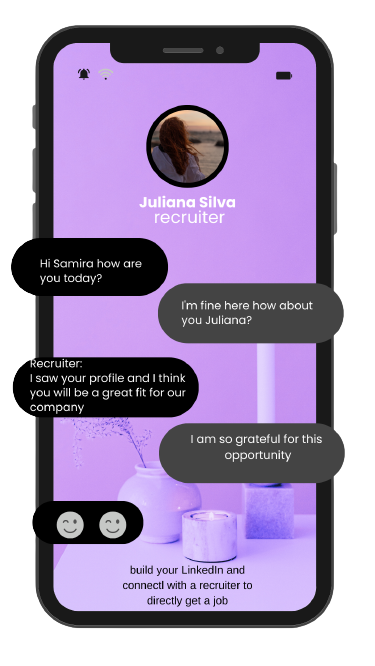 Juliana Silva
recruiter
Hi Samira how are
you today?
I'm fine here how about
you Juliana?
Recruiter:
I saw your profile and I think
you will be a great fit for our
company
I am so grateful for this
opportunity
build your LinkedIn and
connectl with a recruiter to
directly get a job